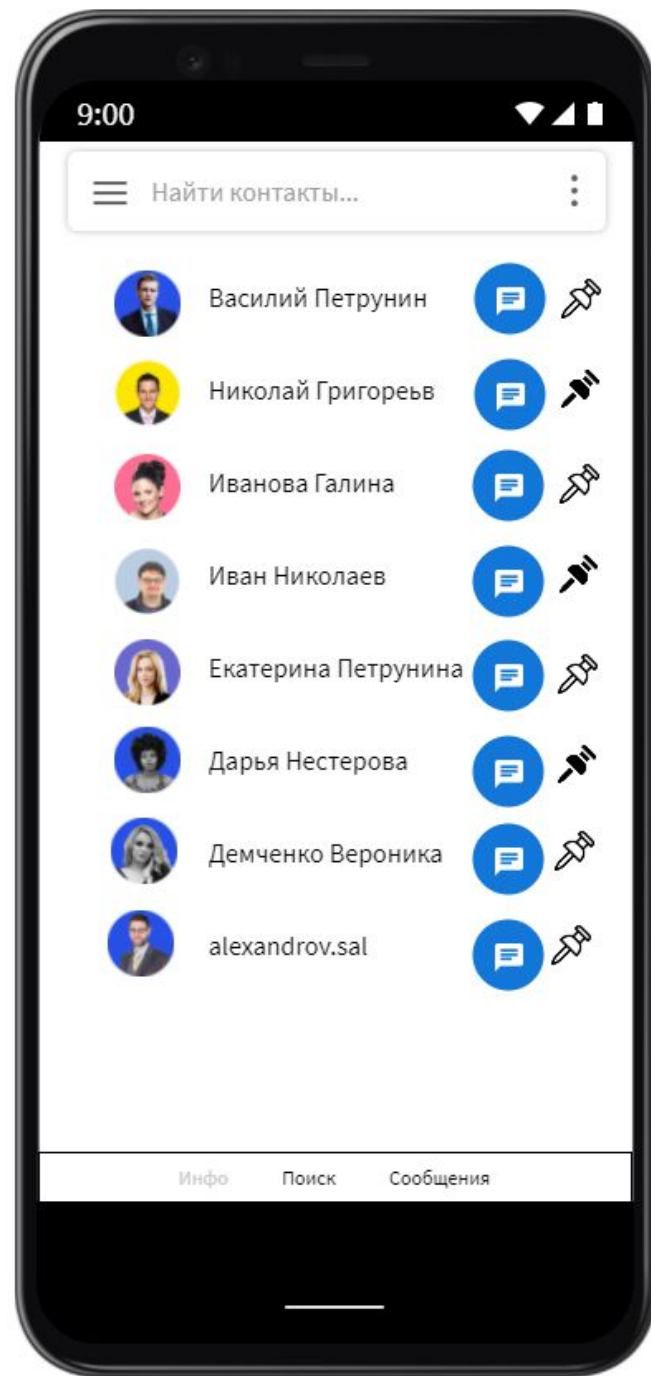 9:00
Найти контакты...
Василий Петрунин
Николай Григореьв
Иванова Галина
Иван Николаев
Екатерина Петрунина
Дарья Нестерова
Демченко Вероника
alexandrov.sal
Инфо Поиск Сообщения